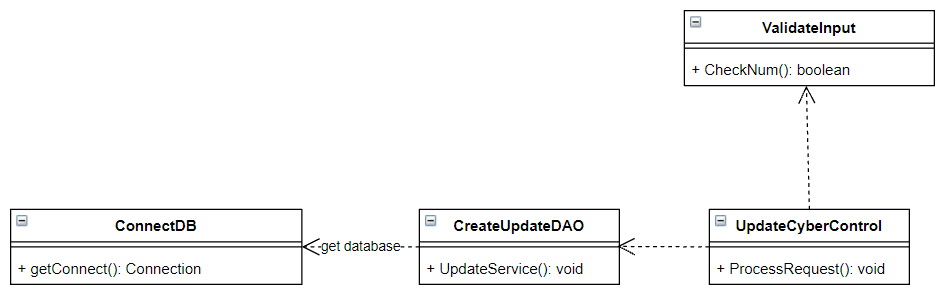 ValidateInput
+ CheckNum(): boolean
ConnectDB
+ getConnect(): Connection
get database
CreateUpdateDAO
+ UpdateService(): void
UpdateCyberControl
+ ProcessRequest(): void